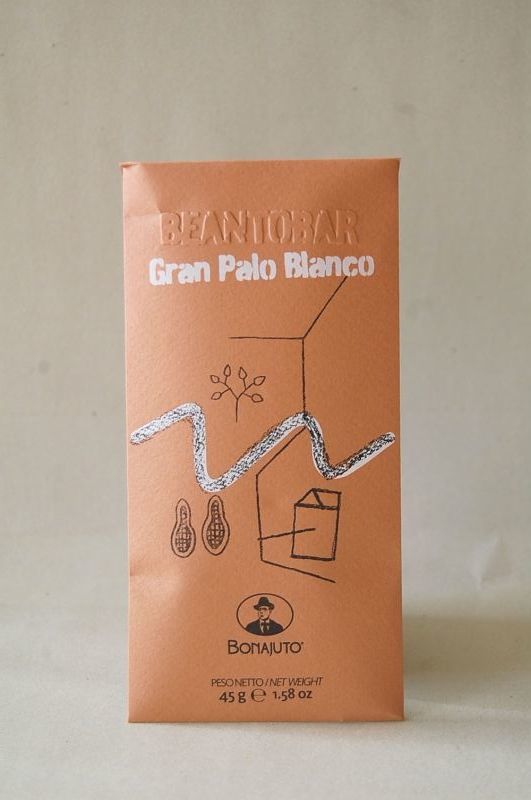 BEANTOBAR
Gran Palo Blanco
BONAJUTO®
PESO NETTO / NET WEIGHT
45 g ℮ 1,58 oz